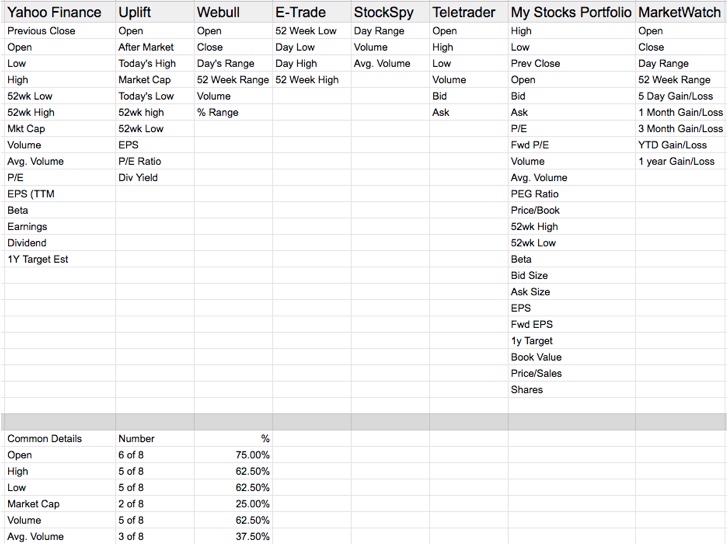 Yahoo Finance Uplift Webull E-Trade StockSpy Teletrader My Stocks Portfolio MarketWatch
Previous Close Open Open 52 Week Low Day Range Open High Open
Open After Market Close Day Low Volume High Low Close
Low Today's High Day's Range Day High Avg. Volume Low Prev Close Day Range
High Market Cap 52 Week Range 52 Week High Volume Open 52 Week Range
52wk Low Today's Low Volume Bid Bid 5 Day Gain/Loss
52wk High 52wk high % Range Ask Ask 1 Month Gain/Loss
Mkt Cap 52wk Low P/E 3 Month Gain/Loss
Volume EPS Fwd P/E YTD Gain/Loss
Avg. Volume P/E Ratio Volume 1 year Gain/Loss
P/E Div Yield Avg. Volume
EPS (TTM PEG Ratio
Beta Price/Book
Earnings 52wk High
Dividend 52wk Low
1Y Target Est Beta
Bid Size
Ask Size
EPS
Fwd EPS
1y Target
Book Value
Price/Sales
Shares
Common Details Number %
Open 6 of 8 75.00%
High 5 of 8 62.50%
Low 5 of 8 62.50%
Market Cap 2 of 8 25.00%
Volume 5 of 8 62.50%
Avg. Volume 3 of 8 37.50%